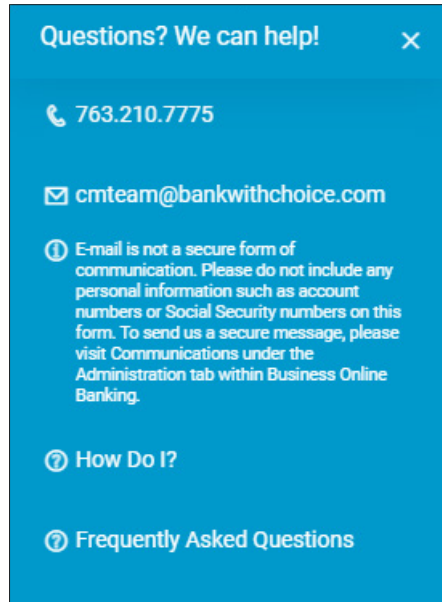 Questions? We can help!
763.210.7775
cmteam@bankwithchoice.com
E-mail is not a secure form of
communication. Please do not include any
personal information such as account
numbers or Social Security numbers on this
form. To send us a secure message, please
visit Communications under the
Administration tab within Business Online
Banking.
How Do I?
Frequently Asked Questions